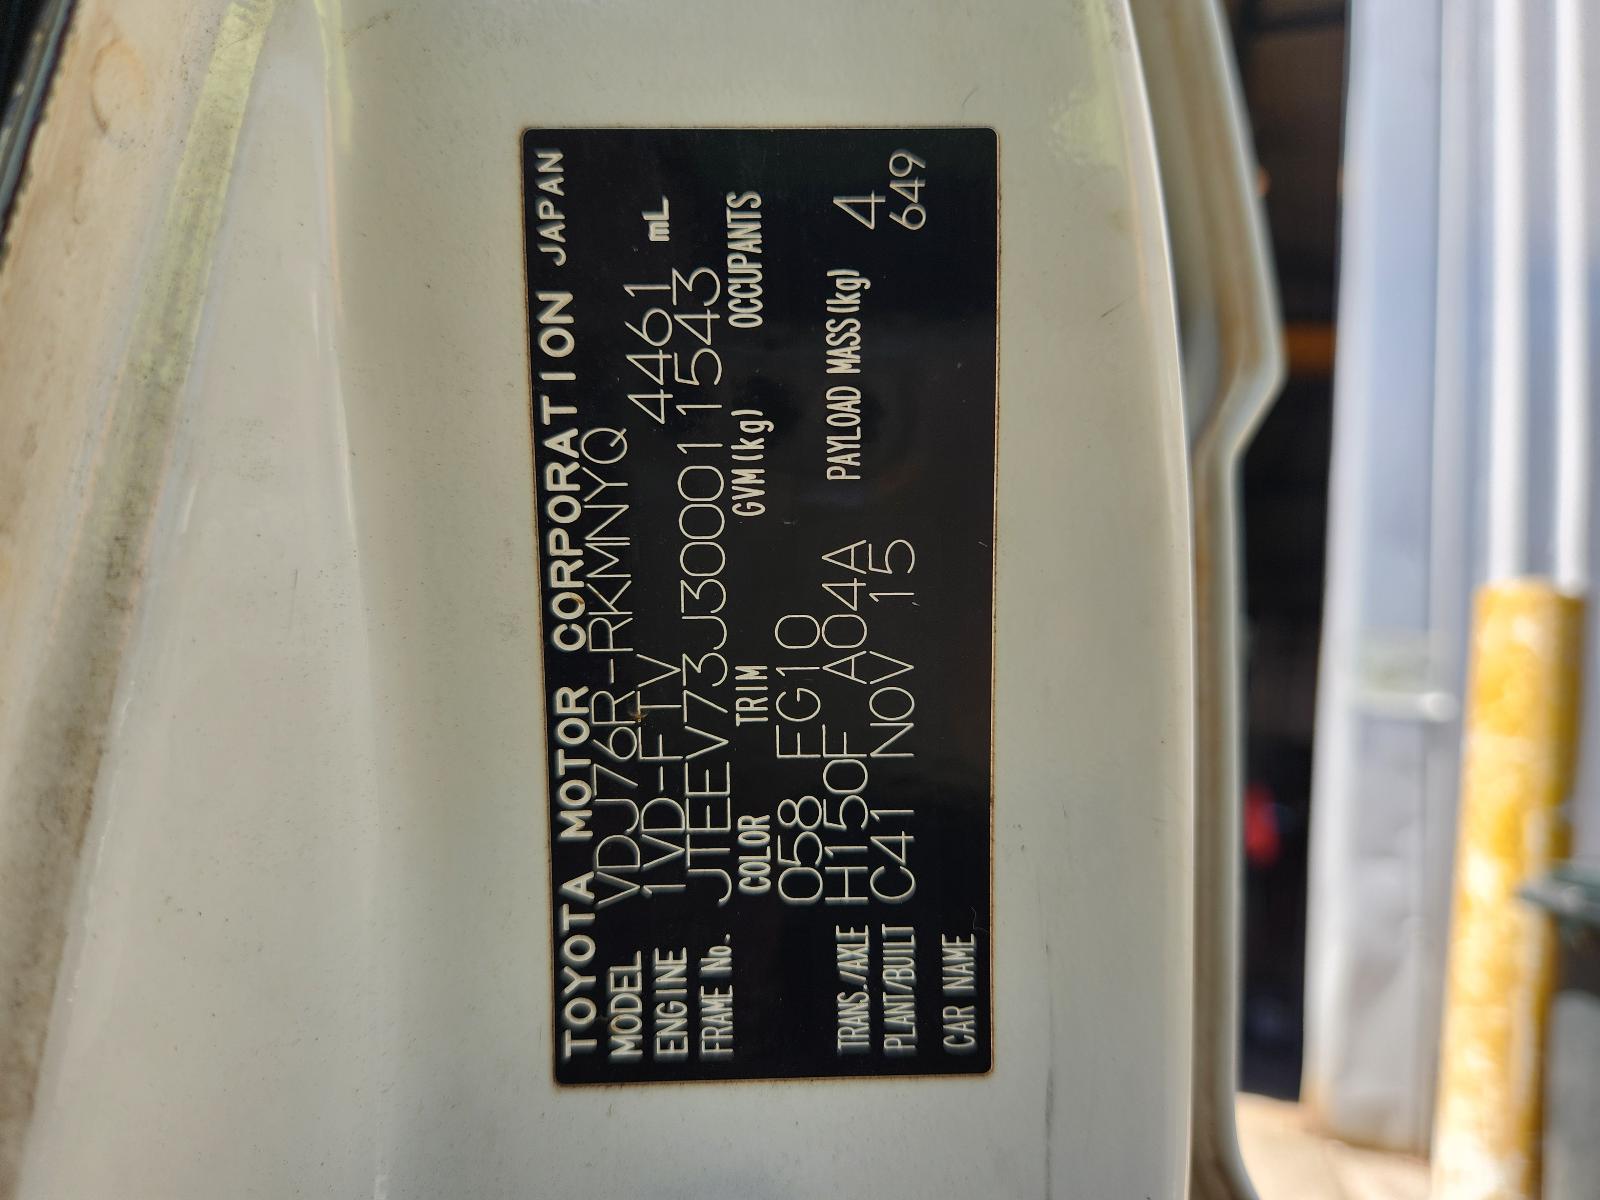 TOYOTA MOTOR CORPORATION JAPAN
MODEL VDJ76R-RKMNYQ
ENGINE 1VD-FTV 4461 mL
FRAME No. JTEEV73J300011543
COLOR TRIM GVM(kg) OCCUPANTS
058 FG10 4
TRANS./AXLE H150F A04A PAYLOAD MASS(kg) 649
PLANT/BUILT C41 NOV 15
CAR NAME